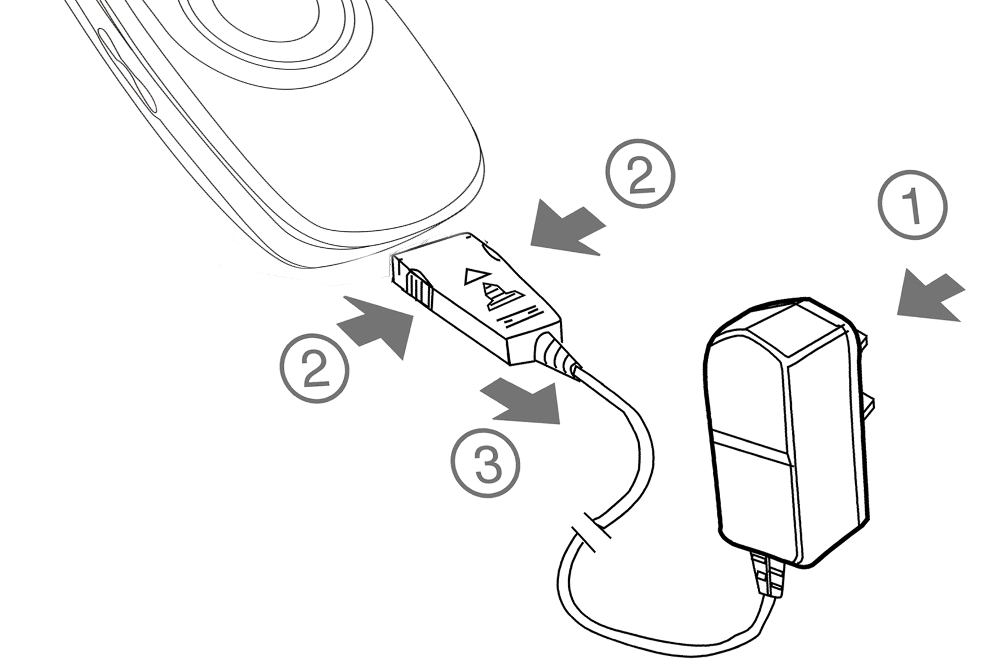 ②
①
②
③